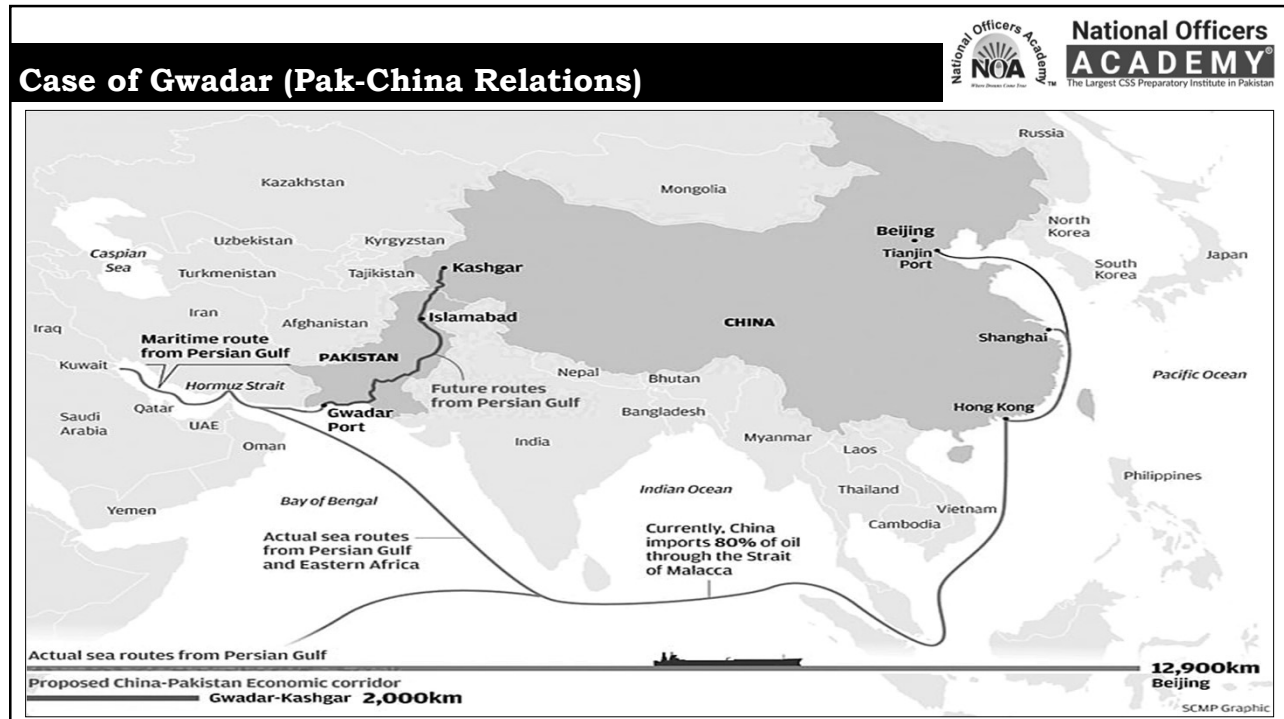 Case of Gwadar (Pak-China Relations)
National Officers Academy
NOA
Where Dreams Come True
TM
National Officers
ACADEMY®
The Largest CSS Preparatory Institute in Pakistan
Russia
Kazakhstan
Mongolia
Uzbekistan
Kyrgyzstan
Caspian
Sea
Turkmenistan
Tajikistan
Kashgar
Beijing
Tianjin
Port
North
Korea
South
Korea
Japan
Iraq
Iran
Afghanistan
Islamabad
CHINA
Shanghai
Maritime route
from Persian Gulf
PAKISTAN
Kuwait
Hormuz Strait
Future routes
from Persian Gulf
Nepal
Bhutan
Pacific Ocean
Saudi
Arabia
Qatar
UAE
Gwadar
Port
Bangladesh
Hong Kong
Oman
India
Myanmar
Laos
Yemen
Bay of Bengal
Indian Ocean
Thailand
Vietnam
Cambodia
Philippines
Actual sea routes
from Persian Gulf
and Eastern Africa
Currently, China
imports 80% of oil
through the Strait
of Malacca
Actual sea routes from Persian Gulf
12,900km
Beijing
Proposed China-Pakistan Economic corridor
Gwadar-Kashgar 2,000km
SCMP Graphic